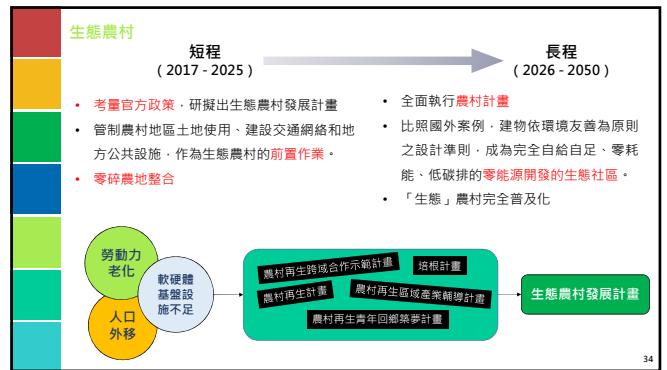 生態農村
短程
（2017 - 2025）
長程
（2026 - 2050）
• 考量官方政策，研擬出生態農村發展計畫
• 管制農村地區土地使用、建設交通網絡和地
方公共設施，作為生態農村的前置作業。
• 零碎農地整合
• 全面執行農村計畫
• 比照國外案例，建物依環境友善為原則
之設計準則，成為完全自給自足、零耗
能、低碳排的零能源開發的生態社區。
• 「生態」農村完全普及化
勞動力
老化
軟硬體
基盤設
施不足
人口
外移
農村再生跨域合作示範計畫
培根計畫
農村再生計畫
農村再生區域產業輔導計畫
農村再生青年回鄉築夢計畫
生態農村發展計畫
34